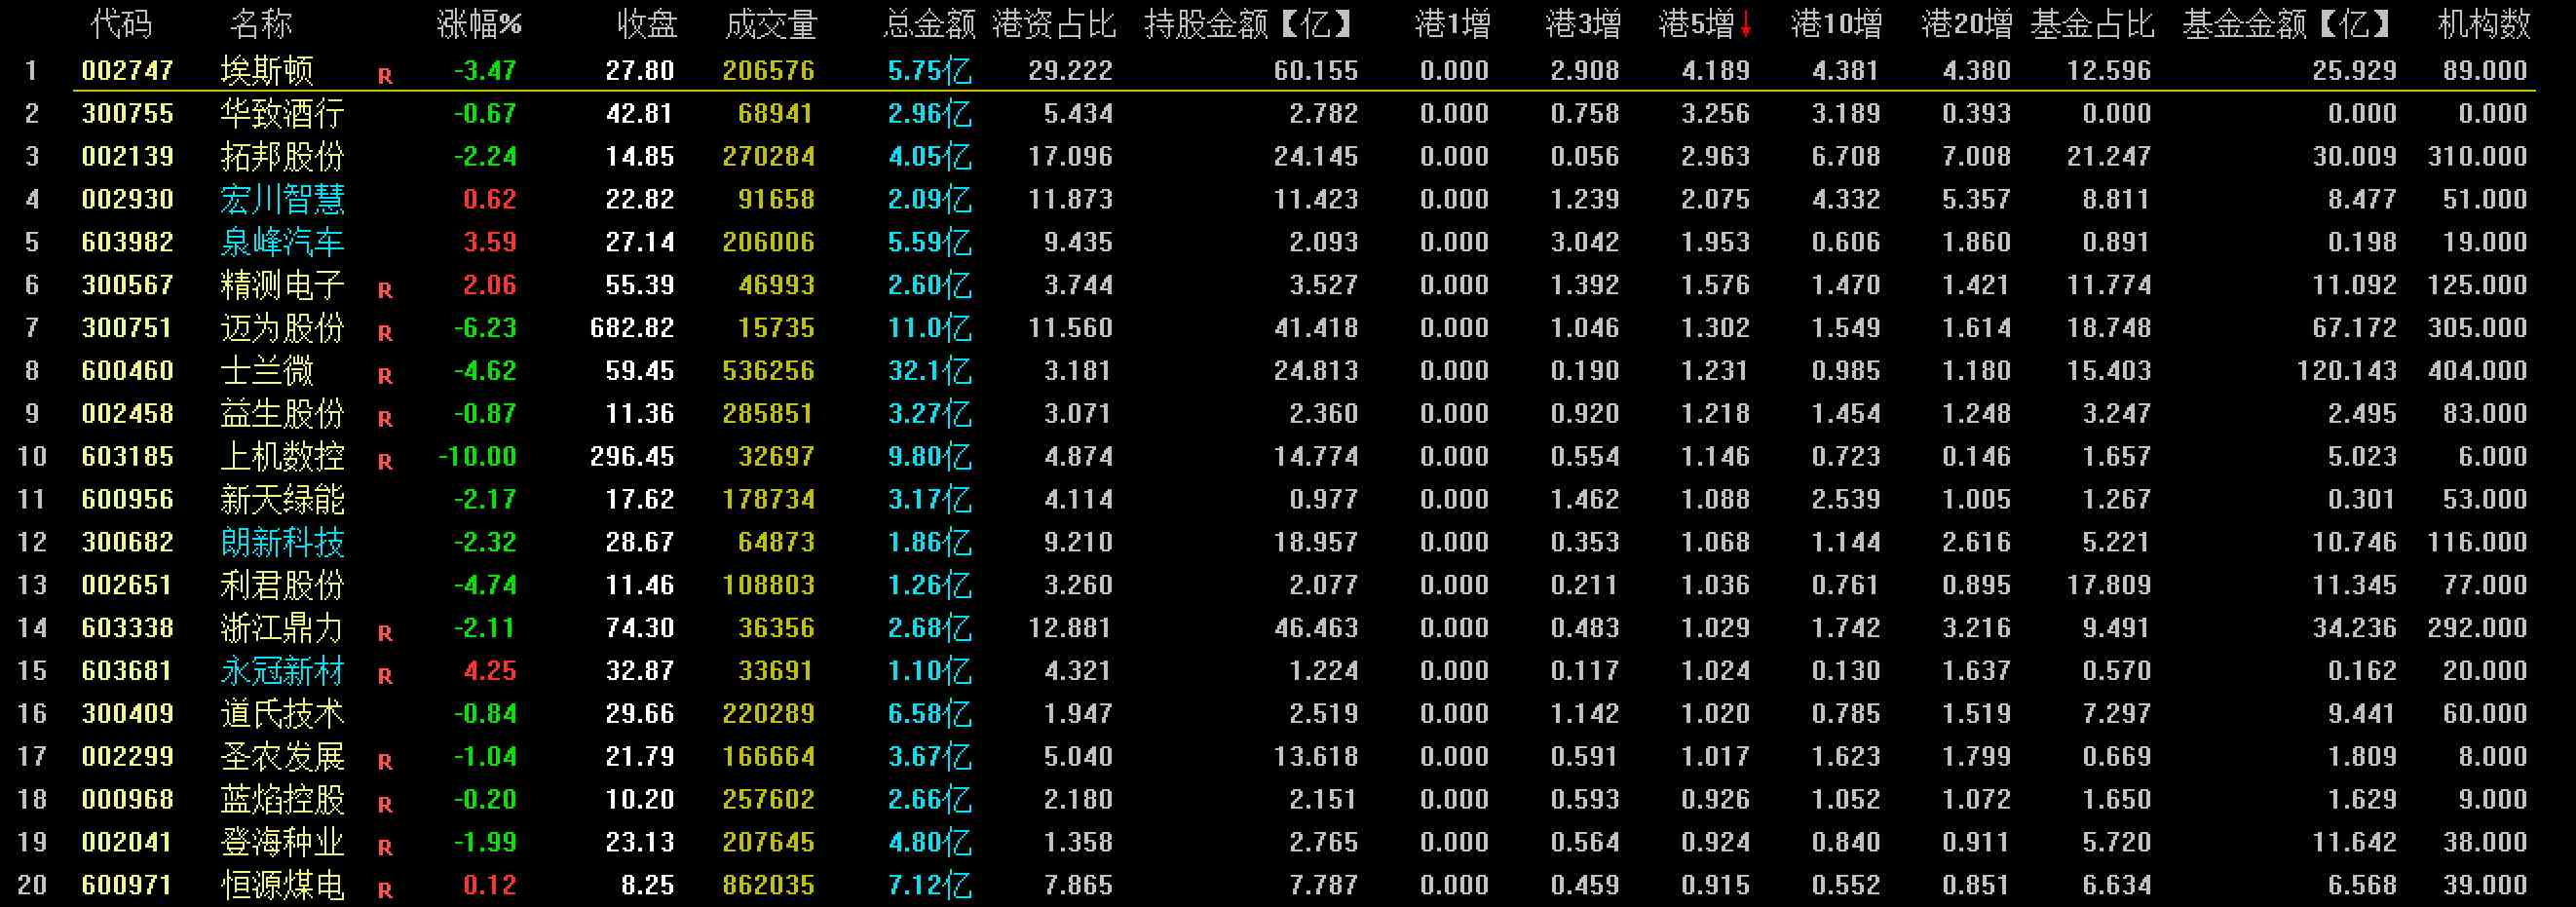 代码 名称 涨幅% 收盘 成交量 总金额 港资占比 持股金额【亿】 港1增 港3增 港5增↓ 港10增 港20增 基金占比 基金金额【亿】 机构数
1 002747 埃斯顿 R -3.47 27.80 206576 5.75亿 29.222 60.155 0.000 2.908 4.189 4.381 4.380 12.596 25.929 89.000
2 300755 华致酒行 -0.67 42.81 68941 2.96亿 5.434 2.782 0.000 0.758 3.256 3.189 0.393 0.000 0.000 0.000
3 002139 拓邦股份 -2.24 14.85 270284 4.05亿 17.096 24.145 0.000 0.056 2.963 6.708 7.008 21.247 30.009 310.000
4 002930 宏川智慧 0.62 22.82 91658 2.09亿 11.873 11.423 0.000 1.239 2.075 4.332 5.357 8.811 8.477 51.000
5 603982 泉峰汽车 3.59 27.14 206006 5.59亿 9.435 2.093 0.000 3.042 1.953 0.606 1.860 0.891 0.198 19.000
6 300567 精测电子 R 2.06 55.39 46993 2.60亿 3.744 3.527 0.000 1.392 1.576 1.470 1.421 11.774 11.092 125.000
7 300751 迈为股份 R -6.23 682.82 15735 11.0亿 11.560 41.418 0.000 1.046 1.302 1.549 1.614 18.748 67.172 305.000
8 600460 士兰微 R -4.62 59.45 536256 32.1亿 3.181 24.813 0.000 0.190 1.231 0.985 1.180 15.403 120.143 404.000
9 002458 益生股份 R -0.87 11.36 285851 3.27亿 3.071 2.360 0.000 0.920 1.218 1.454 1.248 3.247 2.495 83.000
10 603185 上机数控 R -10.00 296.45 32697 9.80亿 4.874 14.774 0.000 0.554 1.146 0.723 0.146 1.657 5.023 6.000
11 600956 新天绿能 -2.17 17.62 178734 3.17亿 4.114 0.977 0.000 1.462 1.088 2.539 1.005 1.267 0.301 53.000
12 300682 朗新科技 -2.32 28.67 64873 1.86亿 9.210 18.957 0.000 0.353 1.068 1.144 2.616 5.221 10.746 116.000
13 002651 利君股份 -4.74 11.46 108803 1.26亿 3.260 2.077 0.000 0.211 1.036 0.761 0.895 17.809 11.345 77.000
14 603338 浙江鼎力 R -2.11 74.30 36356 2.68亿 12.881 46.463 0.000 0.483 1.029 1.742 3.216 9.491 34.236 292.000
15 603681 永冠新材 R 4.25 32.87 33691 1.10亿 4.321 1.224 0.000 0.117 1.024 0.130 1.637 0.570 0.162 20.000
16 300409 道氏技术 -0.84 29.66 220289 6.58亿 1.947 2.519 0.000 1.142 1.020 0.785 1.519 7.297 9.441 60.000
17 002299 圣农发展 R -1.04 21.79 166664 3.67亿 5.040 13.618 0.000 0.591 1.017 1.623 1.799 0.669 1.809 8.000
18 000968 蓝焰控股 R -0.20 10.20 257602 2.66亿 2.180 2.151 0.000 0.593 0.926 1.052 1.072 1.650 1.629 9.000
19 002041 登海种业 R -1.99 23.13 207645 4.80亿 1.358 2.765 0.000 0.564 0.924 0.840 0.911 5.720 11.642 38.000
20 600971 恒源煤电 R 0.12 8.25 862035 7.12亿 7.865 7.787 0.000 0.459 0.915 0.552 0.851 6.634 6.568 39.000